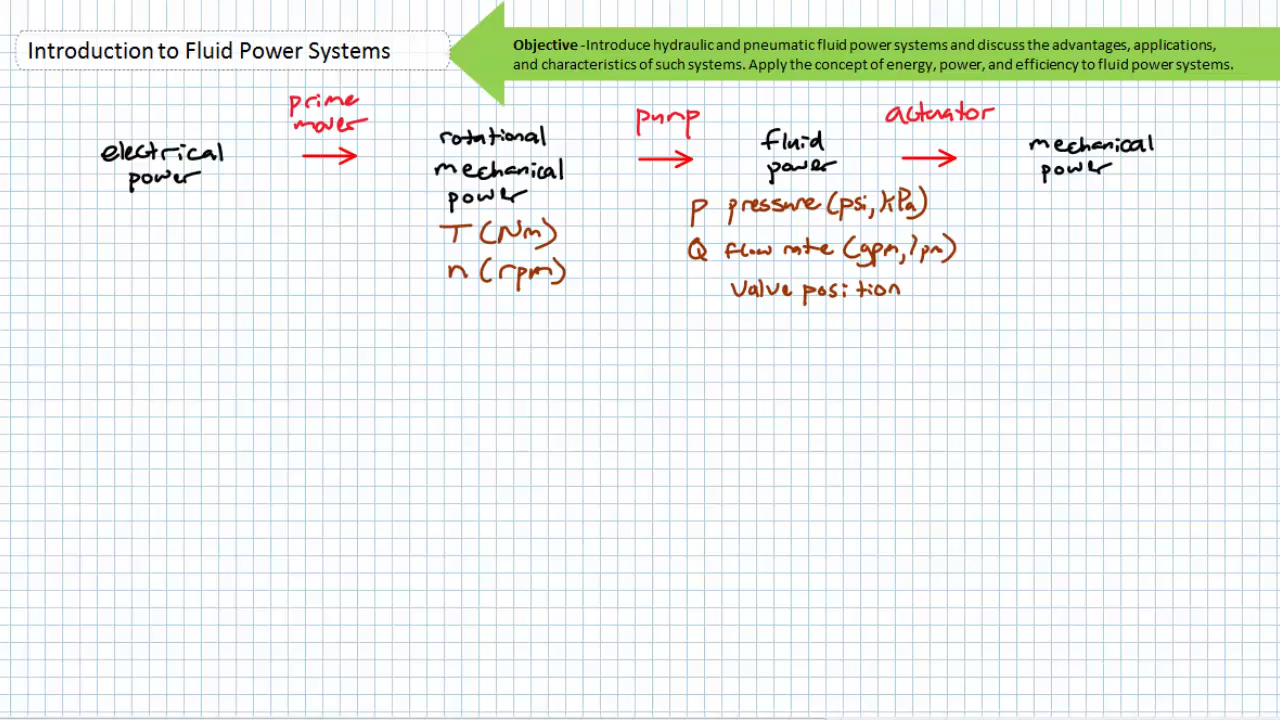 Introduction to Fluid Power Systems
Objective -Introduce hydraulic and pneumatic fluid power systems and discuss the advantages, applications,
and characteristics of such systems. Apply the concept of energy, power, and efficiency to fluid power systems.
electrical
power
prime
mover
rotational
mechanical
power
T (Nm)
n (rpm)
pump
fluid
power
P pressure (psi, kPa)
Q flow rate (gpm, lpm)
valve position
actuator
mechanical
power